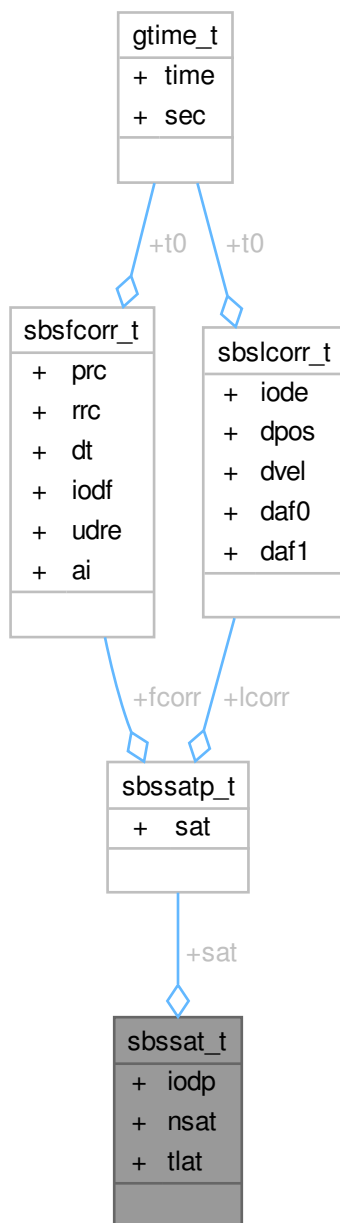 gtime_t
+ time
+ sec
+t0 +t0
sbsfcorr_t
+ prc
+ rrc
+ dt
+ iodf
+ udre
+ ai
sbslcorr_t
+ iode
+ dpos
+ dvel
+ daf0
+ daf1
+fcorr +lcorr
sbssatp_t
+ sat
+sat
sbssat_t
+ iodp
+ nsat
+ tlat